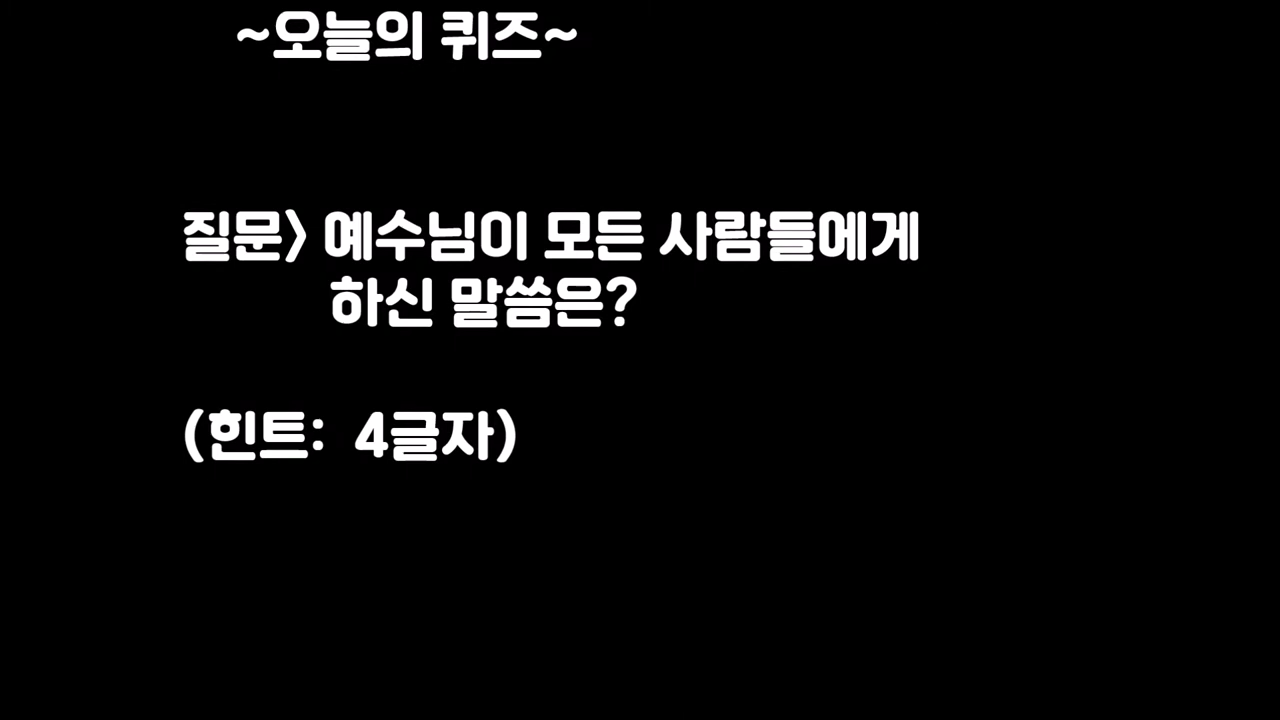 ~오늘의 퀴즈~
질문> 예수님이 모든 사람들에게
하신 말씀은?
(힌트: 4글자)